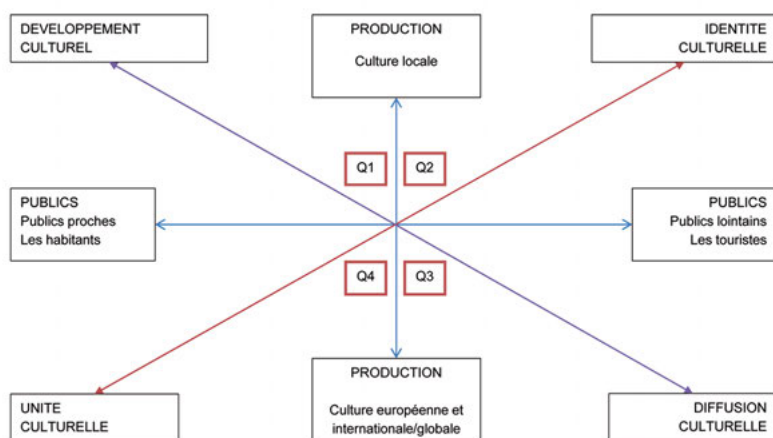 DEVELOPPEMENT
CULTUREL
PRODUCTION
Culture locale
IDENTITE
CULTURELLE
Q1
Q2
PUBLICS
Publics proches
Les habitants
PUBLICS
Publics lointains
Les touristes
Q4
Q3
UNITE
CULTURELLE
PRODUCTION
Culture européenne et
internationale/globale
DIFFUSION
CULTURELLE